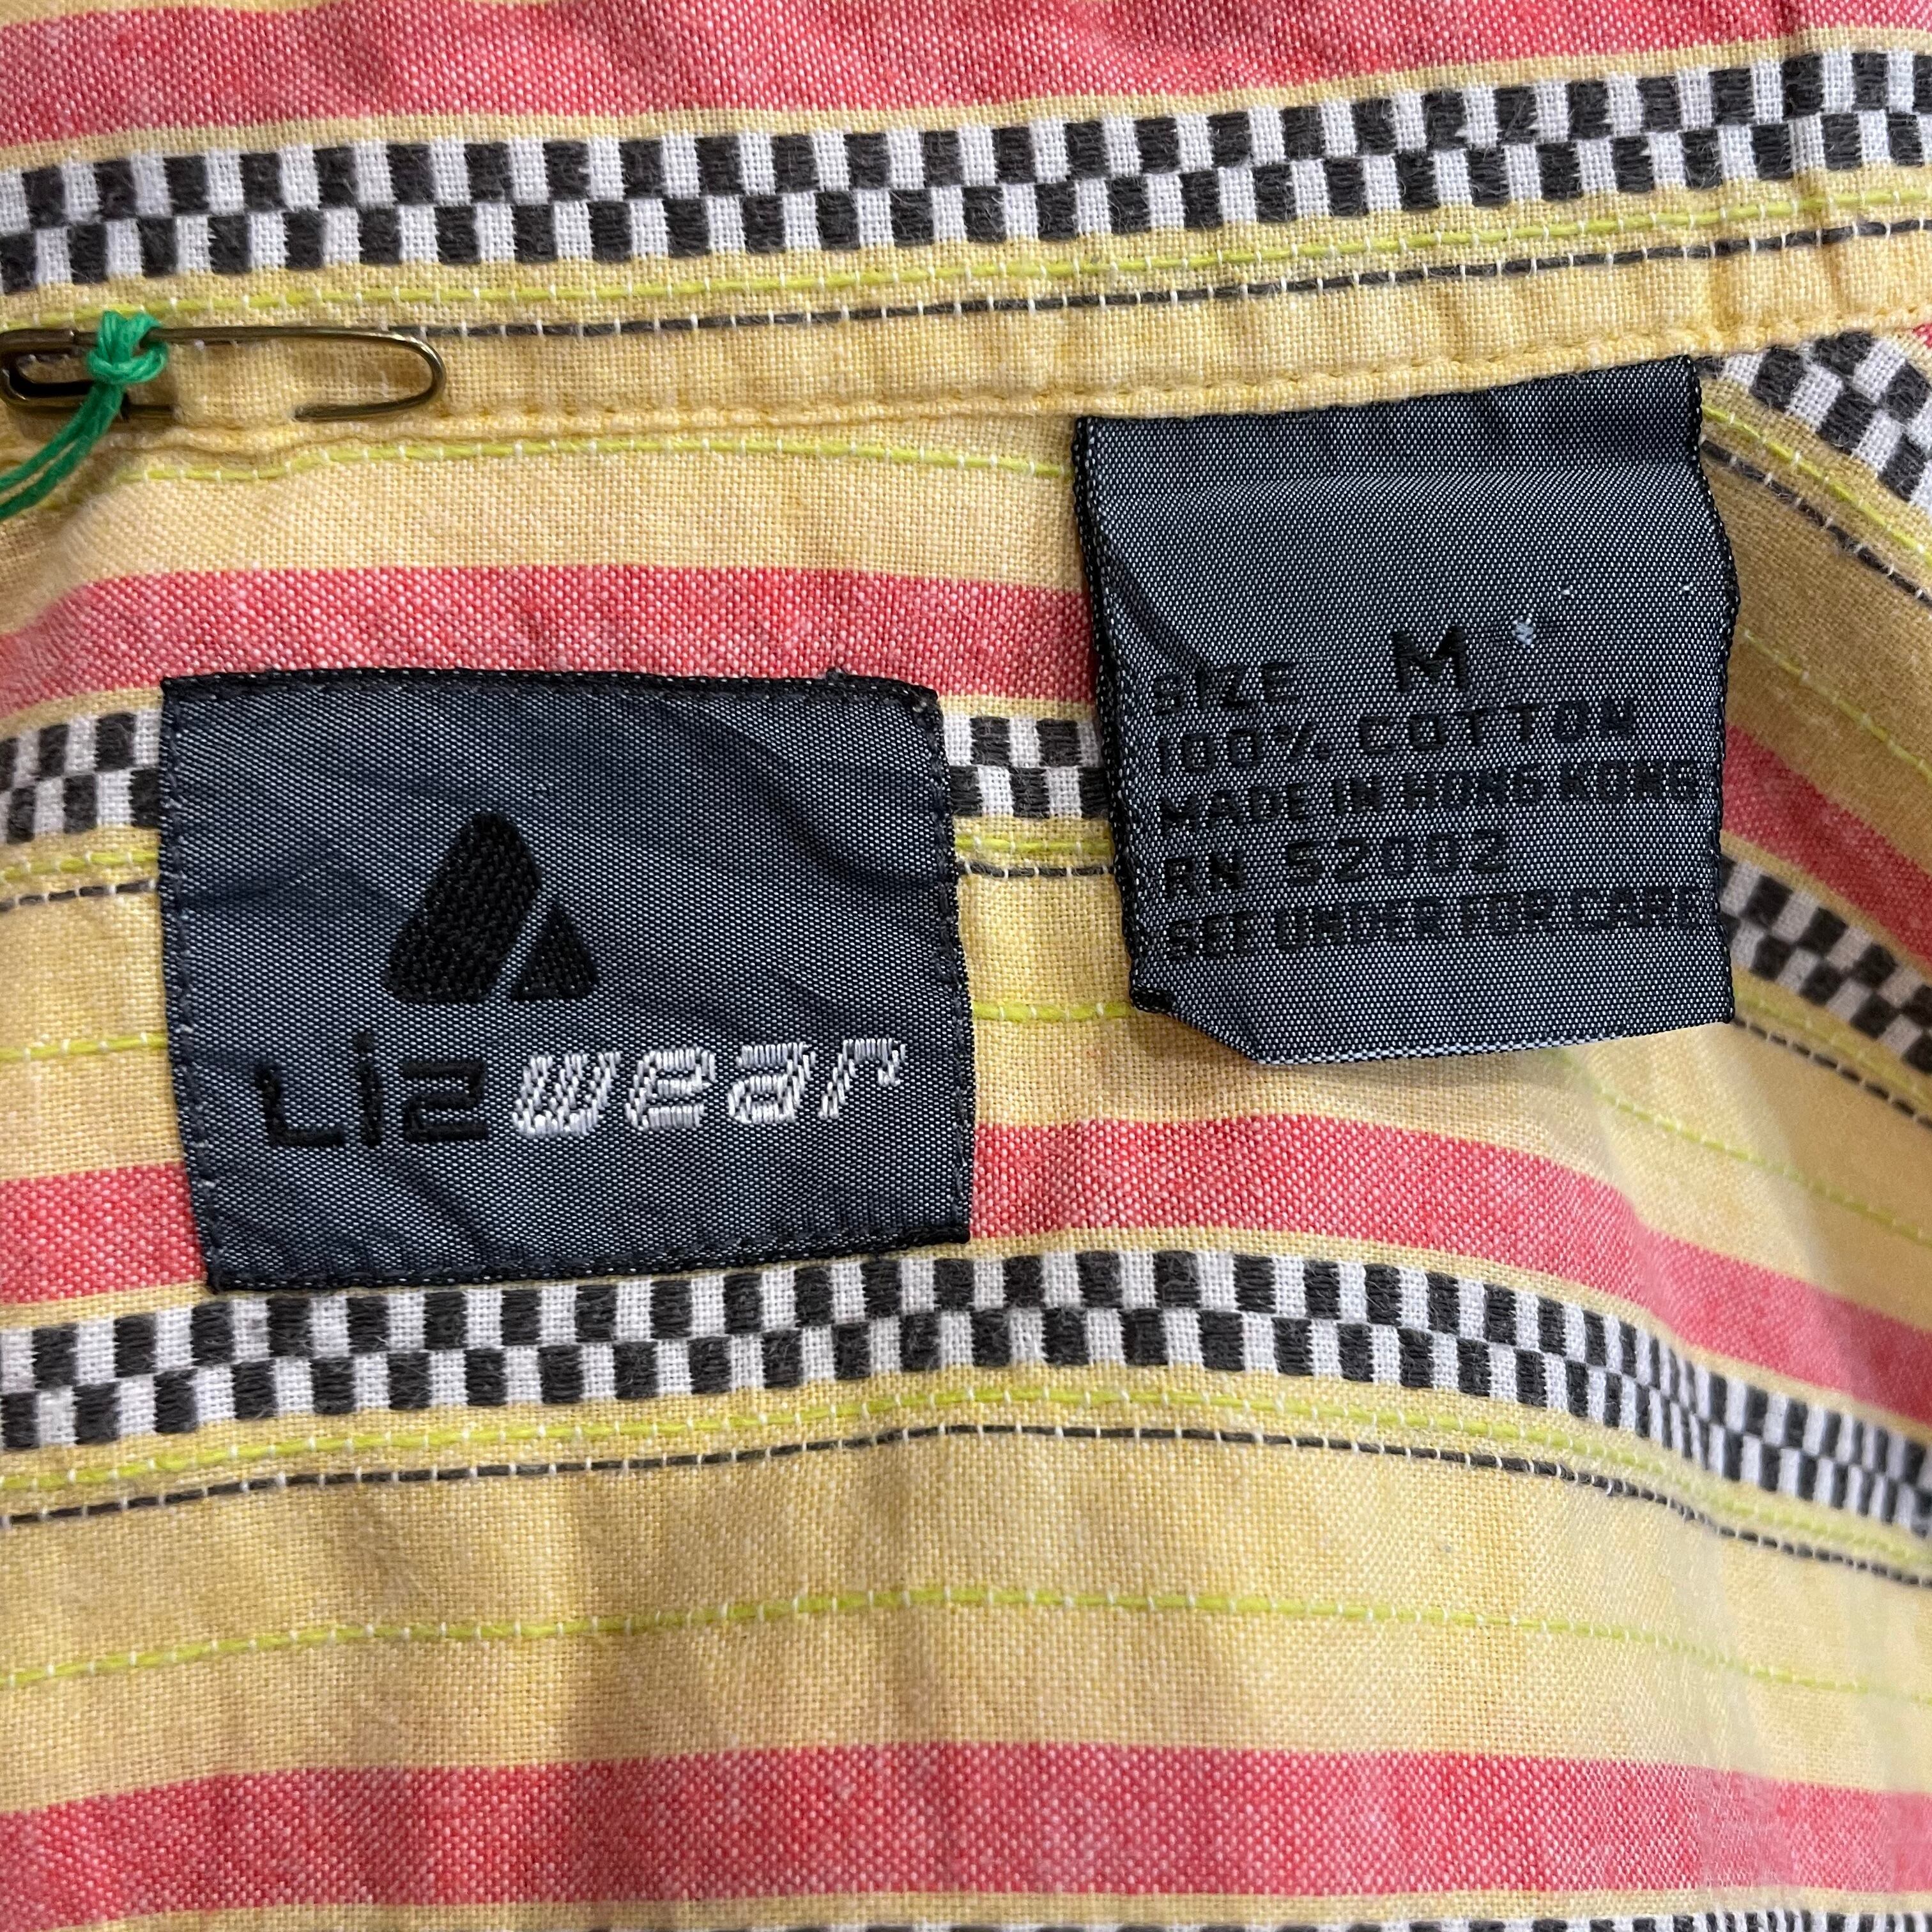 Lizwear
SIZE M
100% COTTON
MADE IN HONG KONG
RN 52002
SEE UNDER FOR CARE